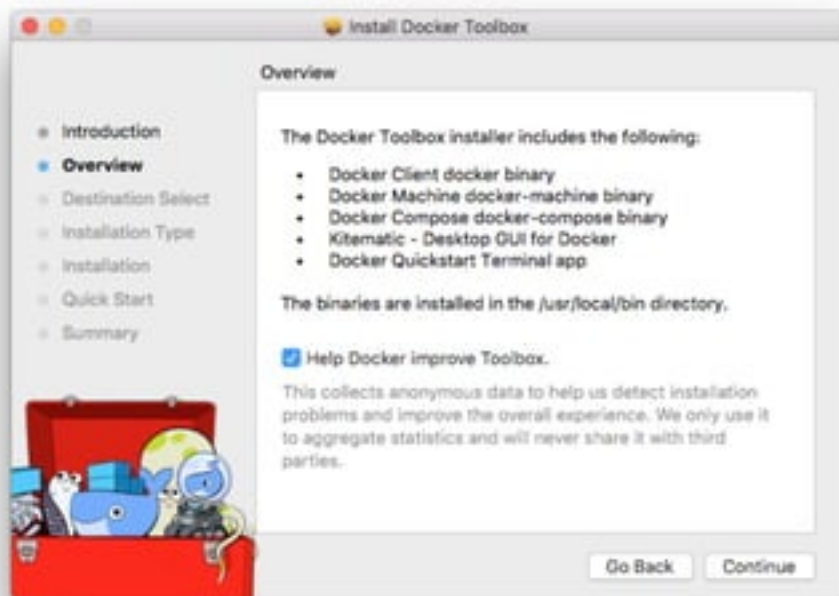 Install Docker Toolbox
Overview
Introduction
Overview
Destination Select
Installation Type
Installation
Quick Start
Summary
The Docker Toolbox installer includes the following:
• Docker Client docker binary
• Docker Machine docker-machine binary
• Docker Compose docker-compose binary
• Kitematic - Desktop GUI for Docker
• Docker Quickstart Terminal app
The binaries are installed in the /usr/local/bin directory.
Help Docker improve Toolbox.
This collects anonymous data to help us detect installation
problems and improve the overall experience. We only use it
to aggregate statistics and will never share it with third
parties.
Go Back
Continue